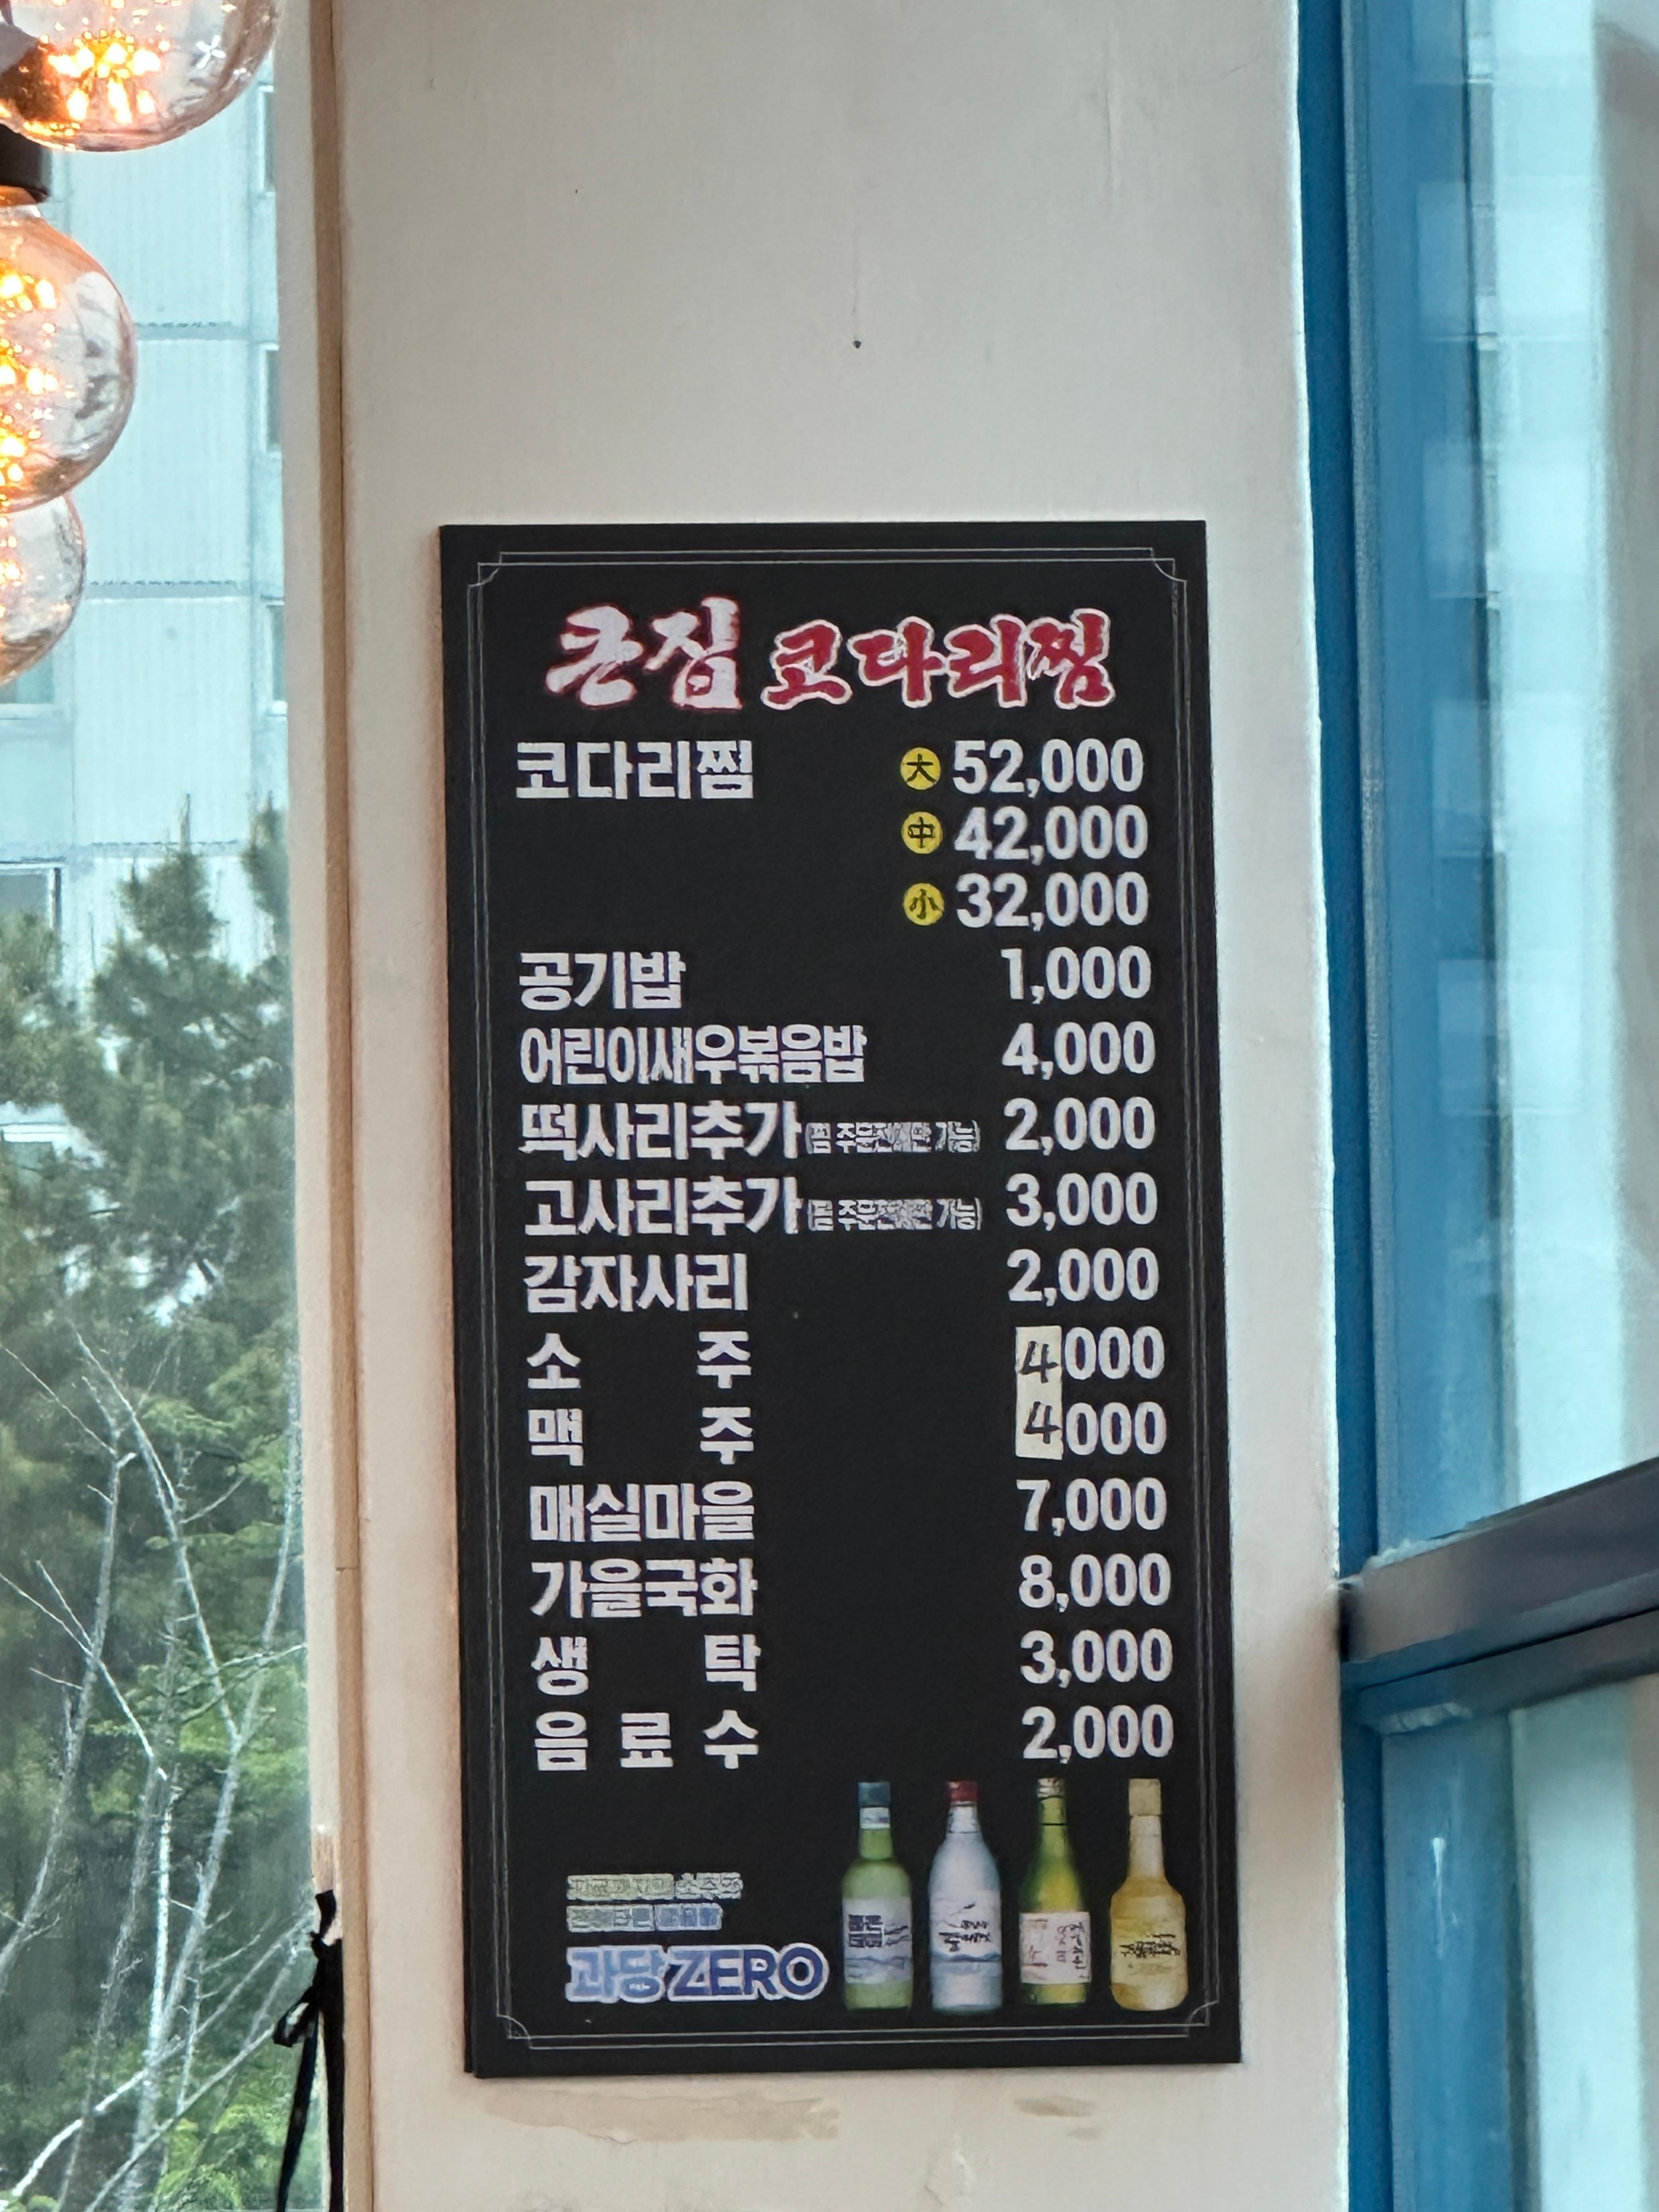 큰집 코다리찜
코다리찜 大 52,000
中 42,000
小 32,000
공기밥 1,000
어린이새우볶음밥 4,000
떡사리추가 2,000
고사리추가 3,000
감자사리 2,000
소 주 4000
맥 주 4000
매실마을 7,000
가을국화 8,000
생 탁 3,000
음 료 수 2,000
과당 ZERO